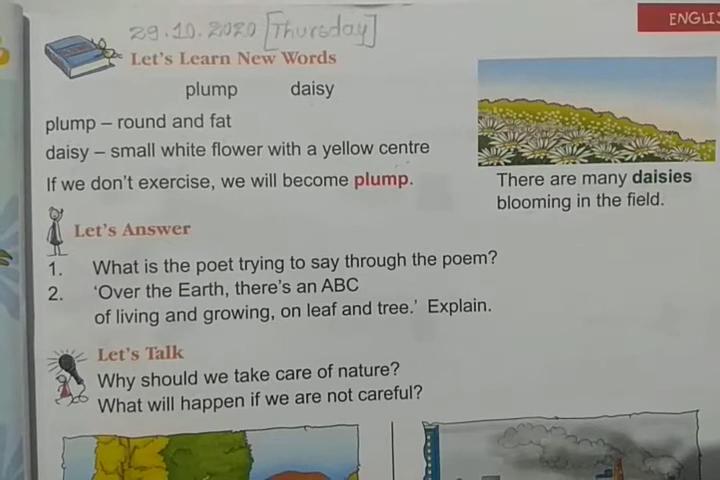 29.10.2020 [Thursday]
Let's Learn New Words
plump daisy
plump – round and fat
daisy – small white flower with a yellow centre
If we don't exercise, we will become plump.
There are many daisies
blooming in the field.
Let's Answer
1. What is the poet trying to say through the poem?
2. 'Over the Earth, there's an ABC
of living and growing, on leaf and tree.' Explain.
Let's Talk
Why should we take care of nature?
What will happen if we are not careful?